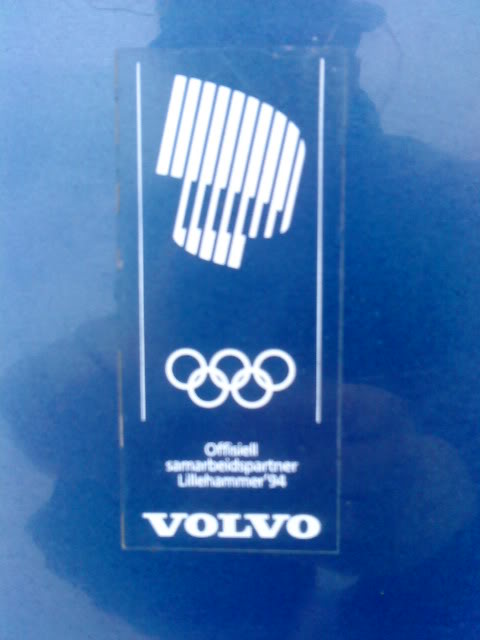 Offisiell
samarbeidspartner
Lillehammer'94
VOLVO